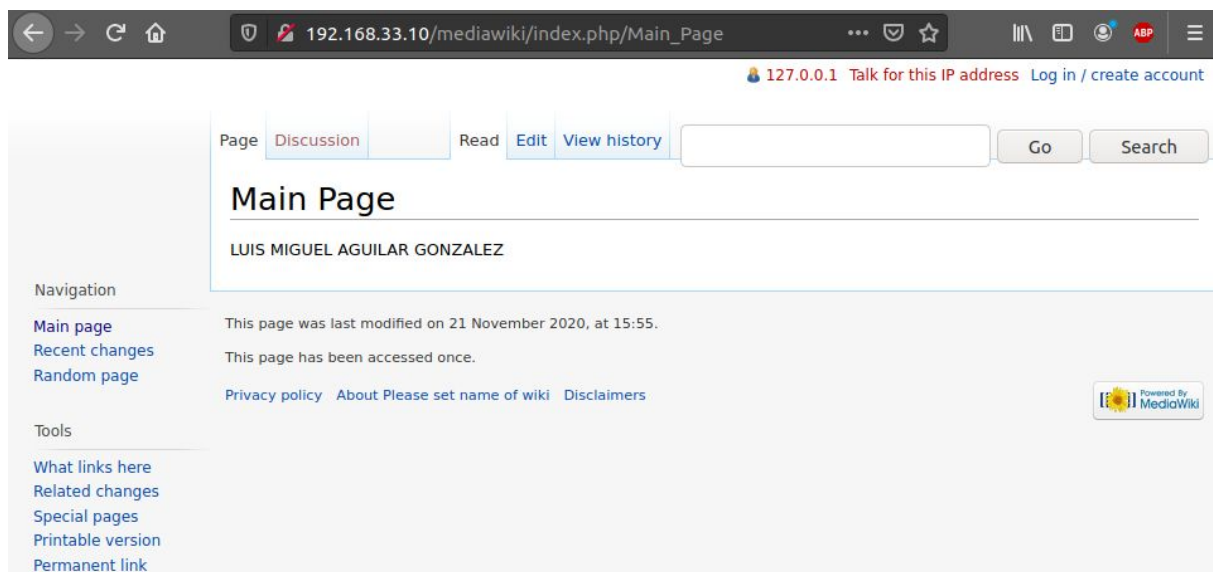 192.168.33.10/mediawiki/index.php/Main_Page
ABP
127.0.0.1 Talk for this IP address Log in / create account
Page Discussion Read Edit View history Go Search
Main Page
LUIS MIGUEL AGUILAR GONZALEZ
Navigation
Main page
Recent changes
Random page
Tools
What links here
Related changes
Special pages
Printable version
Permanent link
This page was last modified on 21 November 2020, at 15:55.
This page has been accessed once.
Privacy policy About Please set name of wiki Disclaimers
Powered By
MediaWiki